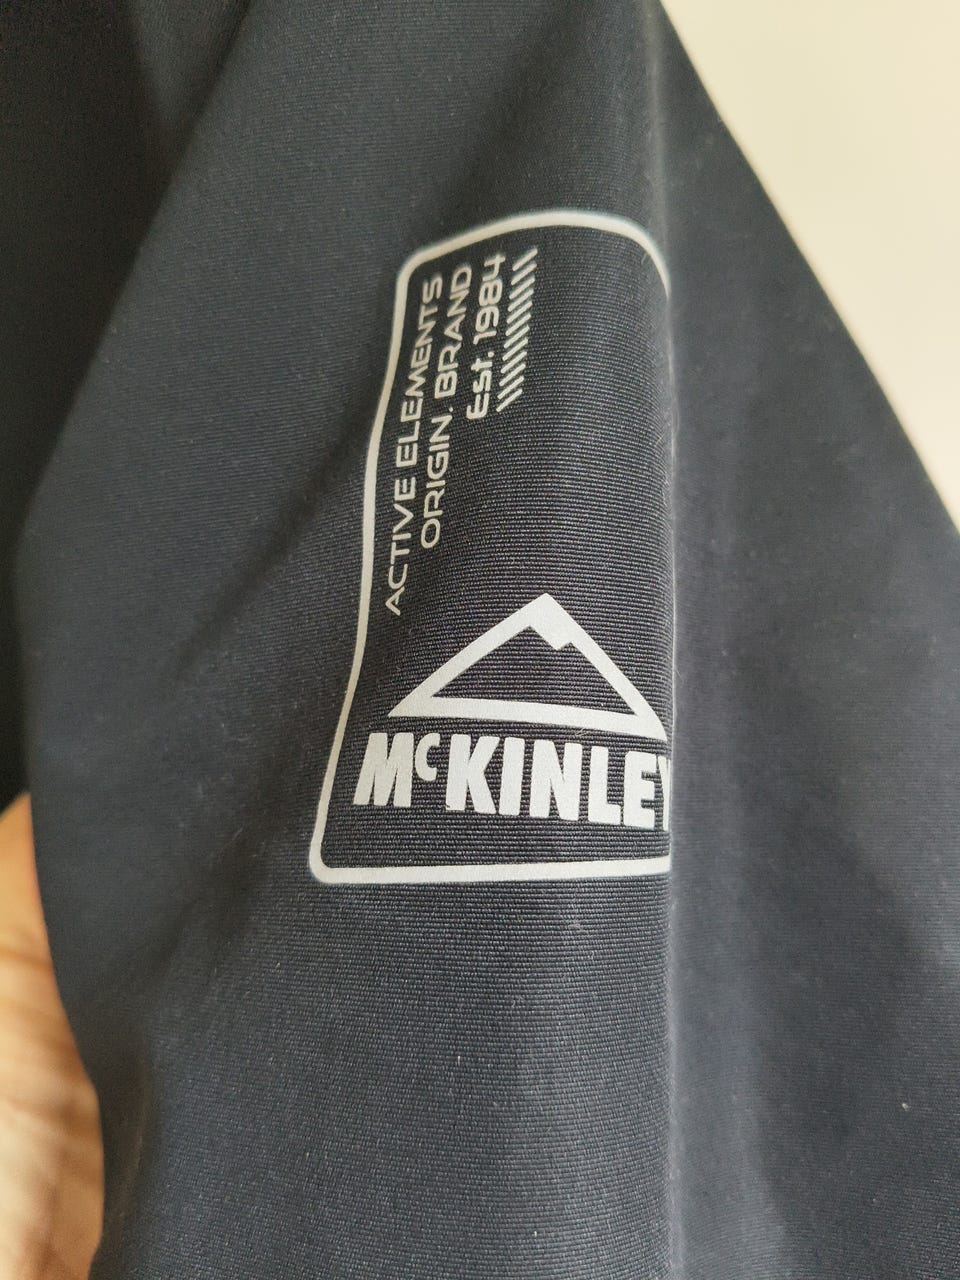 ACTIVE ELEMENTS
ORIGIN. BRAND
Est. 1984
McKINLEY